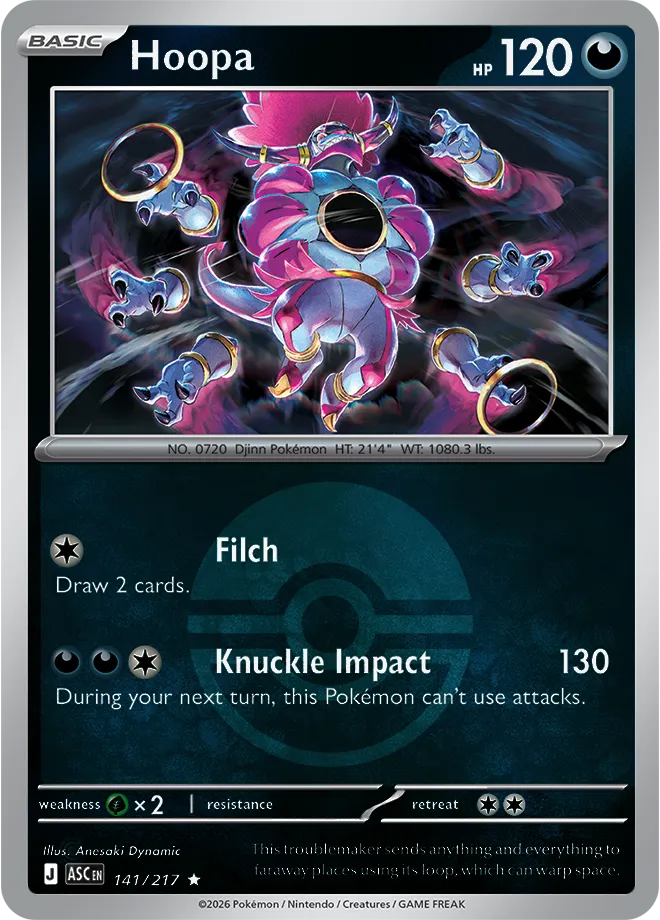 BASIC
Hoopa
HP 120
NO. 0720 Djinn Pokémon HT: 21'4" WT: 1080.3 lbs.
Filch
Draw 2 cards.
Knuckle Impact 130
During your next turn, this Pokémon can't use attacks.
weakness ×2 resistance retreat
Illus. Anesaki Dynamic
This troublemaker sends anything and everything to
faraway places using its loop, which can warp space.
J ASC EN 141/217 ★
©2026 Pokémon / Nintendo / Creatures / GAME FREAK